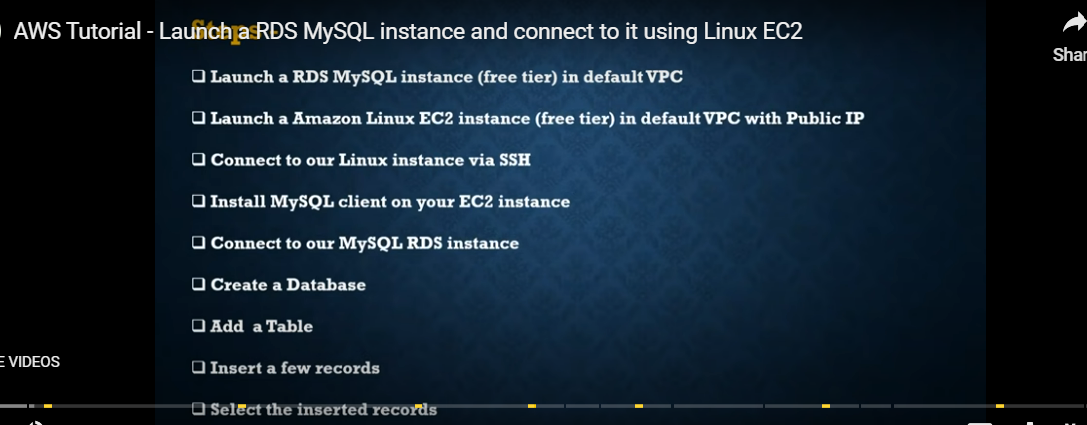 AWS Tutorial - Launch a RDS MySQL instance and connect to it using Linux EC2
Steps
Shar
❑ Launch a RDS MySQL instance (free tier) in default VPC
❑ Launch a Amazon Linux EC2 instance (free tier) in default VPC with Public IP
❑ Connect to our Linux instance via SSH
❑ Install MySQL client on your EC2 instance
❑ Connect to our MySQL RDS instance
❑ Create a Database
❑ Add a Table
E VIDEOS
❑ Insert a few records
❑ Select the inserted records